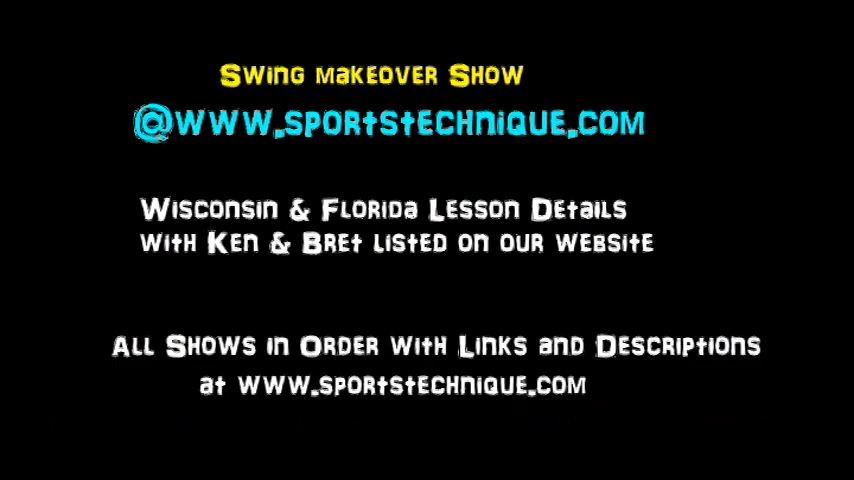 Swing makeover Show
@www.sportstechnique.com
Wisconsin & Florida Lesson Details
with Ken & Bret listed on our website
All Shows in Order with Links and Descriptions
at www.sportstechnique.com